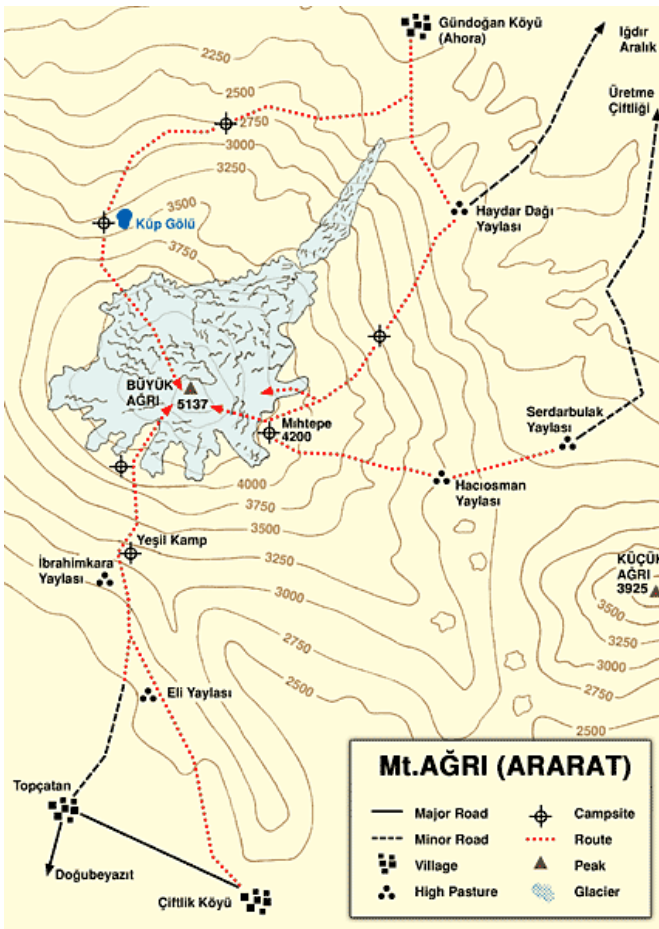 Gündoğan Köyü
(Ahora)
Iğdır
Aralık
Üretme
Çiftliği
2250
2500
2750
3000
3250
3500
3750
Küp Gölü
Haydar Dağı
Yaylası
BÜYÜK
AĞRI
5137
Mıhtepe
4200
Serdarbulak
Yaylası
Hacıosman
Yaylası
4000
3750
3500
3250
3000
2750
2500
Yeşil Kamp
İbrahimkara
Yaylası
KÜÇÜK
AĞRI
3925
3500
3250
3000
2750
2500
Eli Yaylası
Topçatan
Doğubeyazıt
Çiftlik Köyü
Mt.AĞRI (ARARAT)
Major Road
Campsite
Minor Road
Route
Village
Peak
High Pasture
Glacier